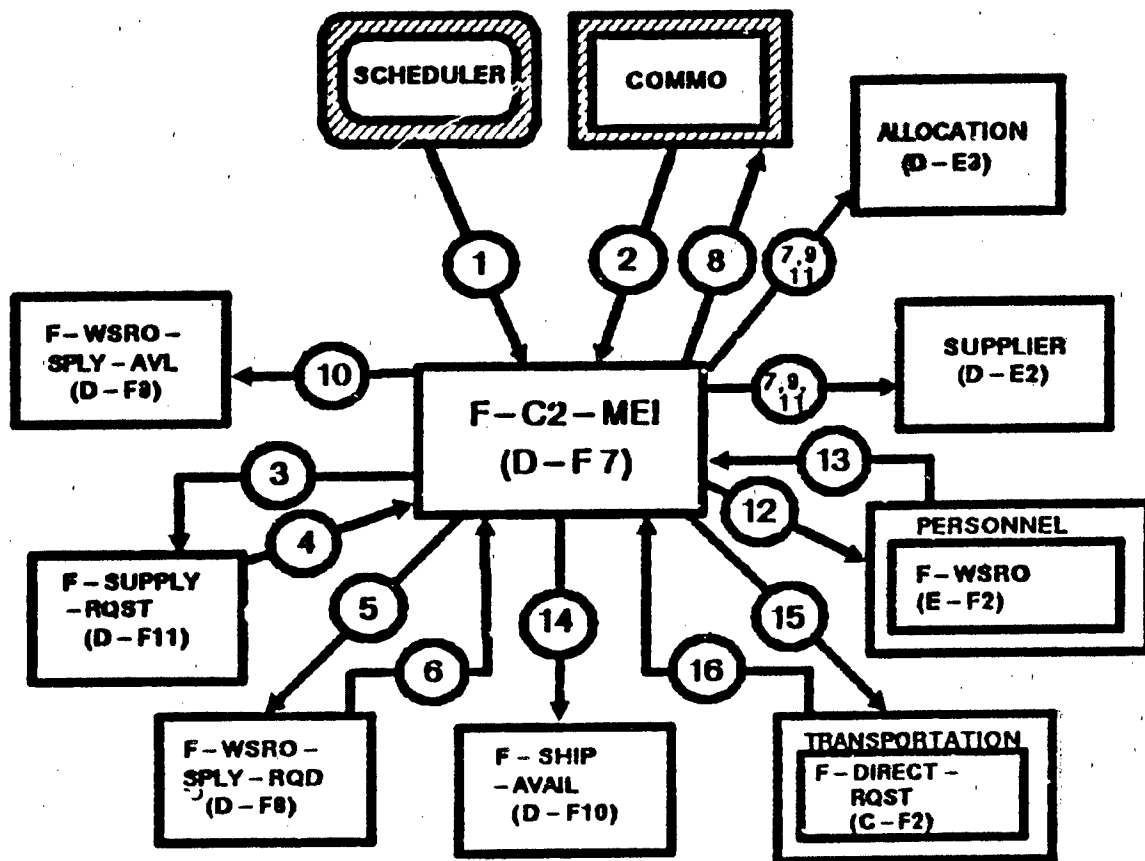 SCHEDULER
COMMO
ALLOCATION
(D-E3)
1
2
8
7,9
11
F-WSRO-
SPLY-AVL
(D-F9)
10
F-C2-MEI
(D-F7)
7,9,
11
SUPPLIER
(D-E2)
3
4
13
12
F-SUPPLY
-RQST
(D-F11)
PERSONNEL
F-WSRO
(E-F2)
5
6
14
15
16
F-WSRO-
SPLY-RQD
(D-F8)
F-SHIP
-AVAIL
(D-F10)
TRANSPORTATION
F-DIRECT-
RQST
(C-F2)